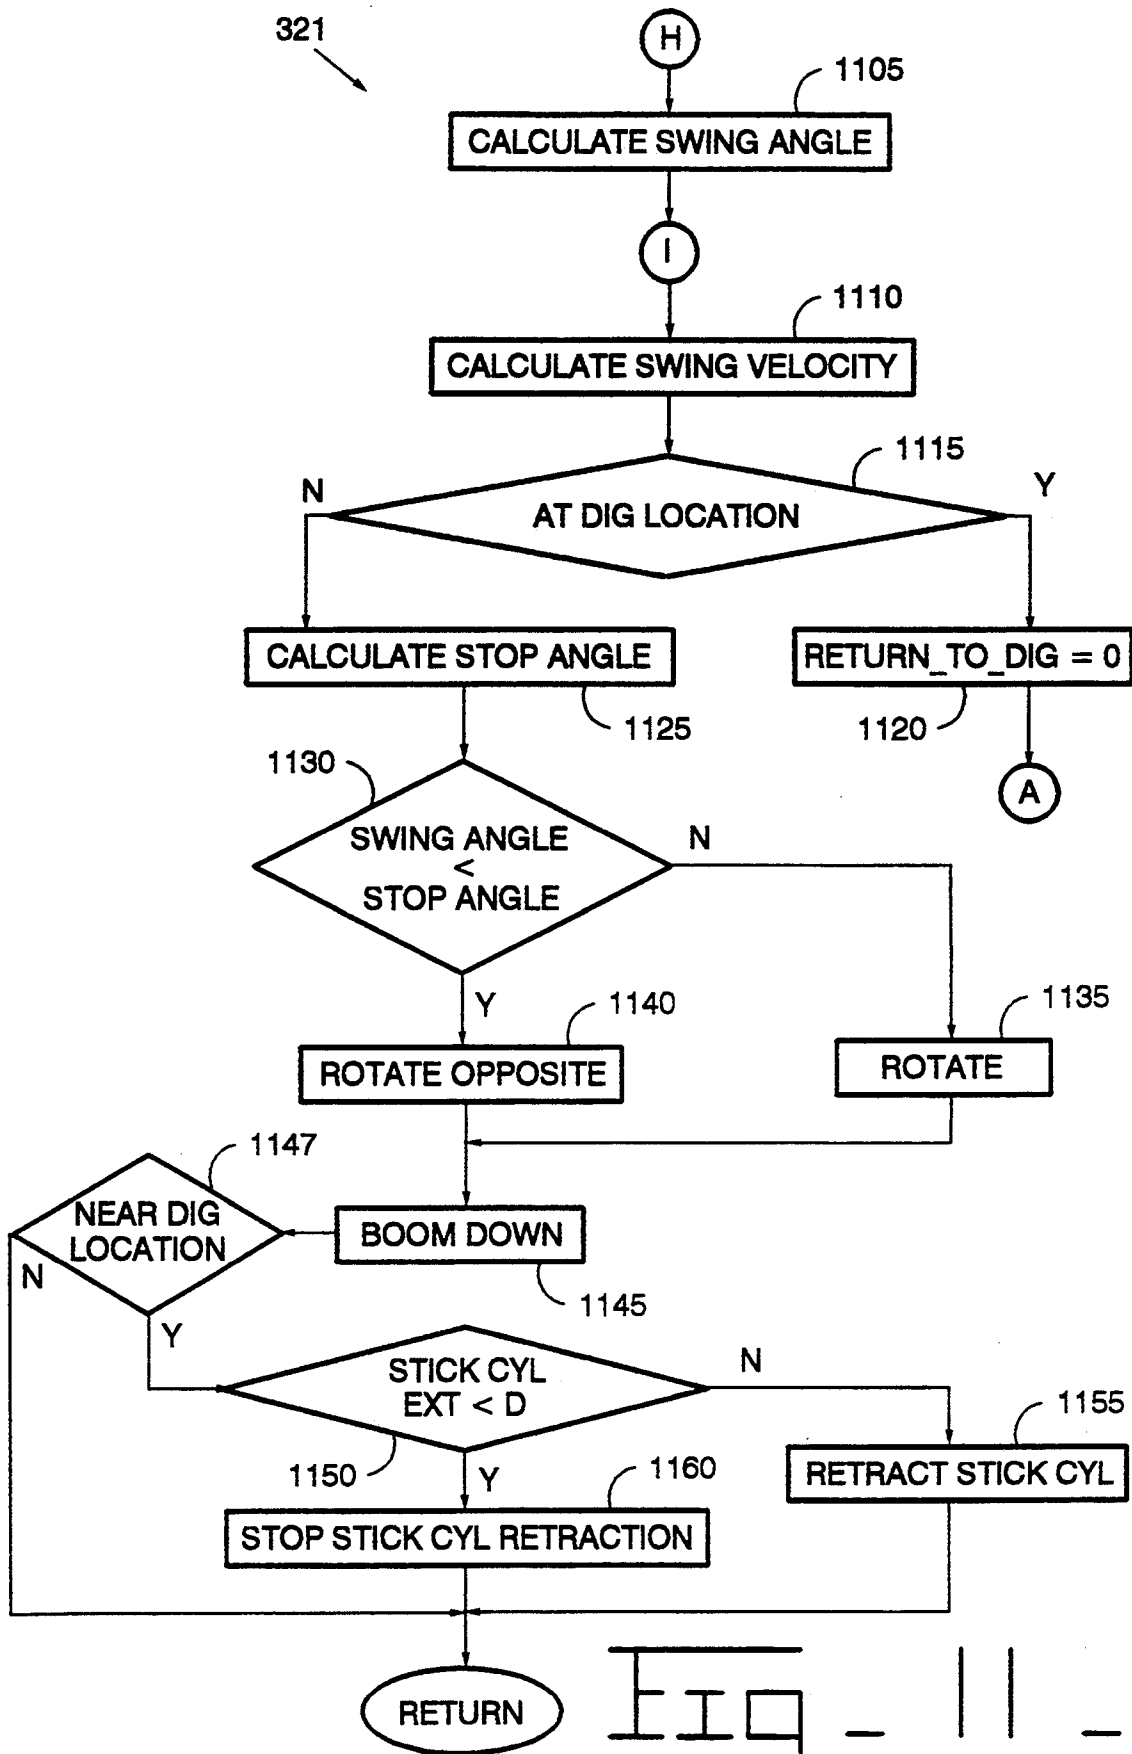 321
H
1105
CALCULATE SWING ANGLE
I
1110
CALCULATE SWING VELOCITY
1115
N
Y
AT DIG LOCATION
CALCULATE STOP ANGLE
RETURN_TO_DIG = 0
1125
1120
1130
A
SWING ANGLE
<
STOP ANGLE
N
Y
1140
1135
ROTATE OPPOSITE
ROTATE
1147
NEAR DIG
LOCATION
BOOM DOWN
N
1145
Y
STICK CYL
EXT < D
N
1155
1150
Y
1160
RETRACT STICK CYL
STOP STICK CYL RETRACTION
RETURN
Fig_11_